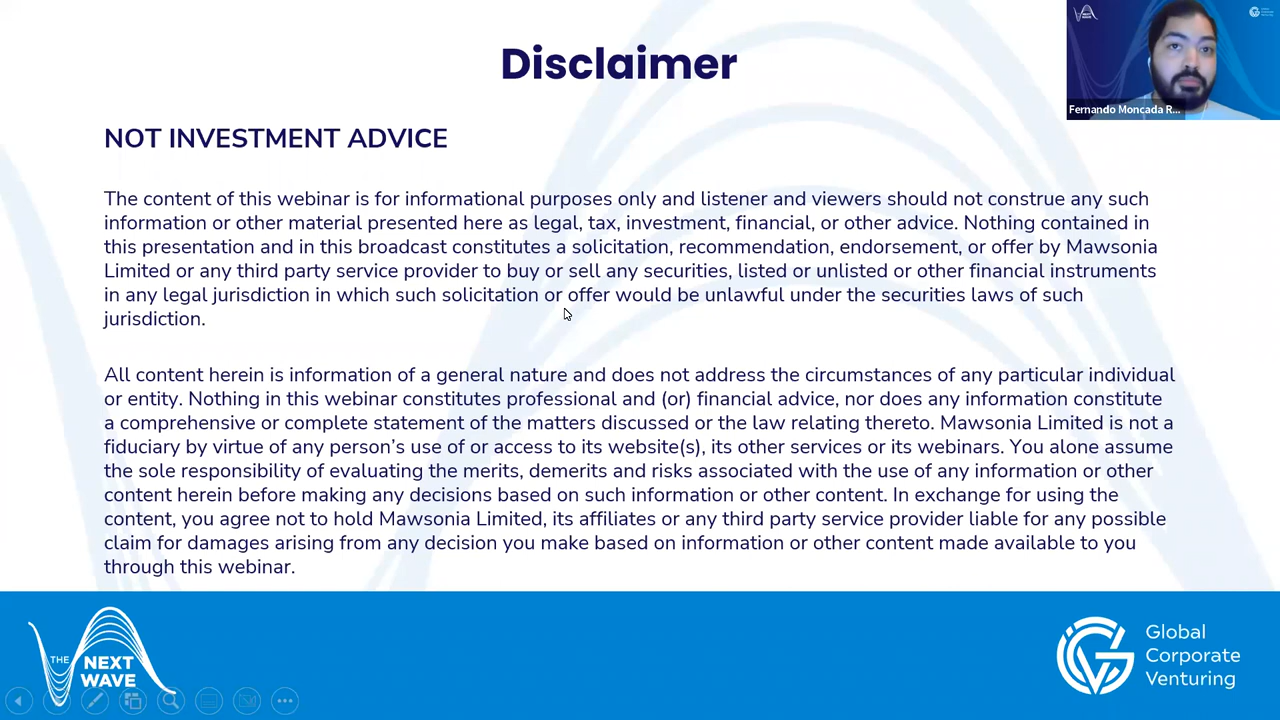 Disclaimer
NOT INVESTMENT ADVICE
The content of this webinar is for informational purposes only and listener and viewers should not construe any such
information or other material presented here as legal, tax, investment, financial, or other advice. Nothing contained in
this presentation and in this broadcast constitutes a solicitation, recommendation, endorsement, or offer by Mawsonia
Limited or any third party service provider to buy or sell any securities, listed or unlisted or other financial instruments
in any legal jurisdiction in which such solicitation or offer would be unlawful under the securities laws of such
jurisdiction.
All content herein is information of a general nature and does not address the circumstances of any particular individual
or entity. Nothing in this webinar constitutes professional and (or) financial advice, nor does any information constitute
a comprehensive or complete statement of the matters discussed or the law relating thereto. Mawsonia Limited is not a
fiduciary by virtue of any person’s use of or access to its website(s), its other services or its webinars. You alone assume
the sole responsibility of evaluating the merits, demerits and risks associated with the use of any information or other
content herein before making any decisions based on such information or other content. In exchange for using the
content, you agree not to hold Mawsonia Limited, its affiliates or any third party service provider liable for any possible
claim for damages arising from any decision you make based on information or other content made available to you
through this webinar.
NEXT
WAVE
Fernando Moncada R...
THE
NEXT
WAVE
Global
Corporate
Venturing